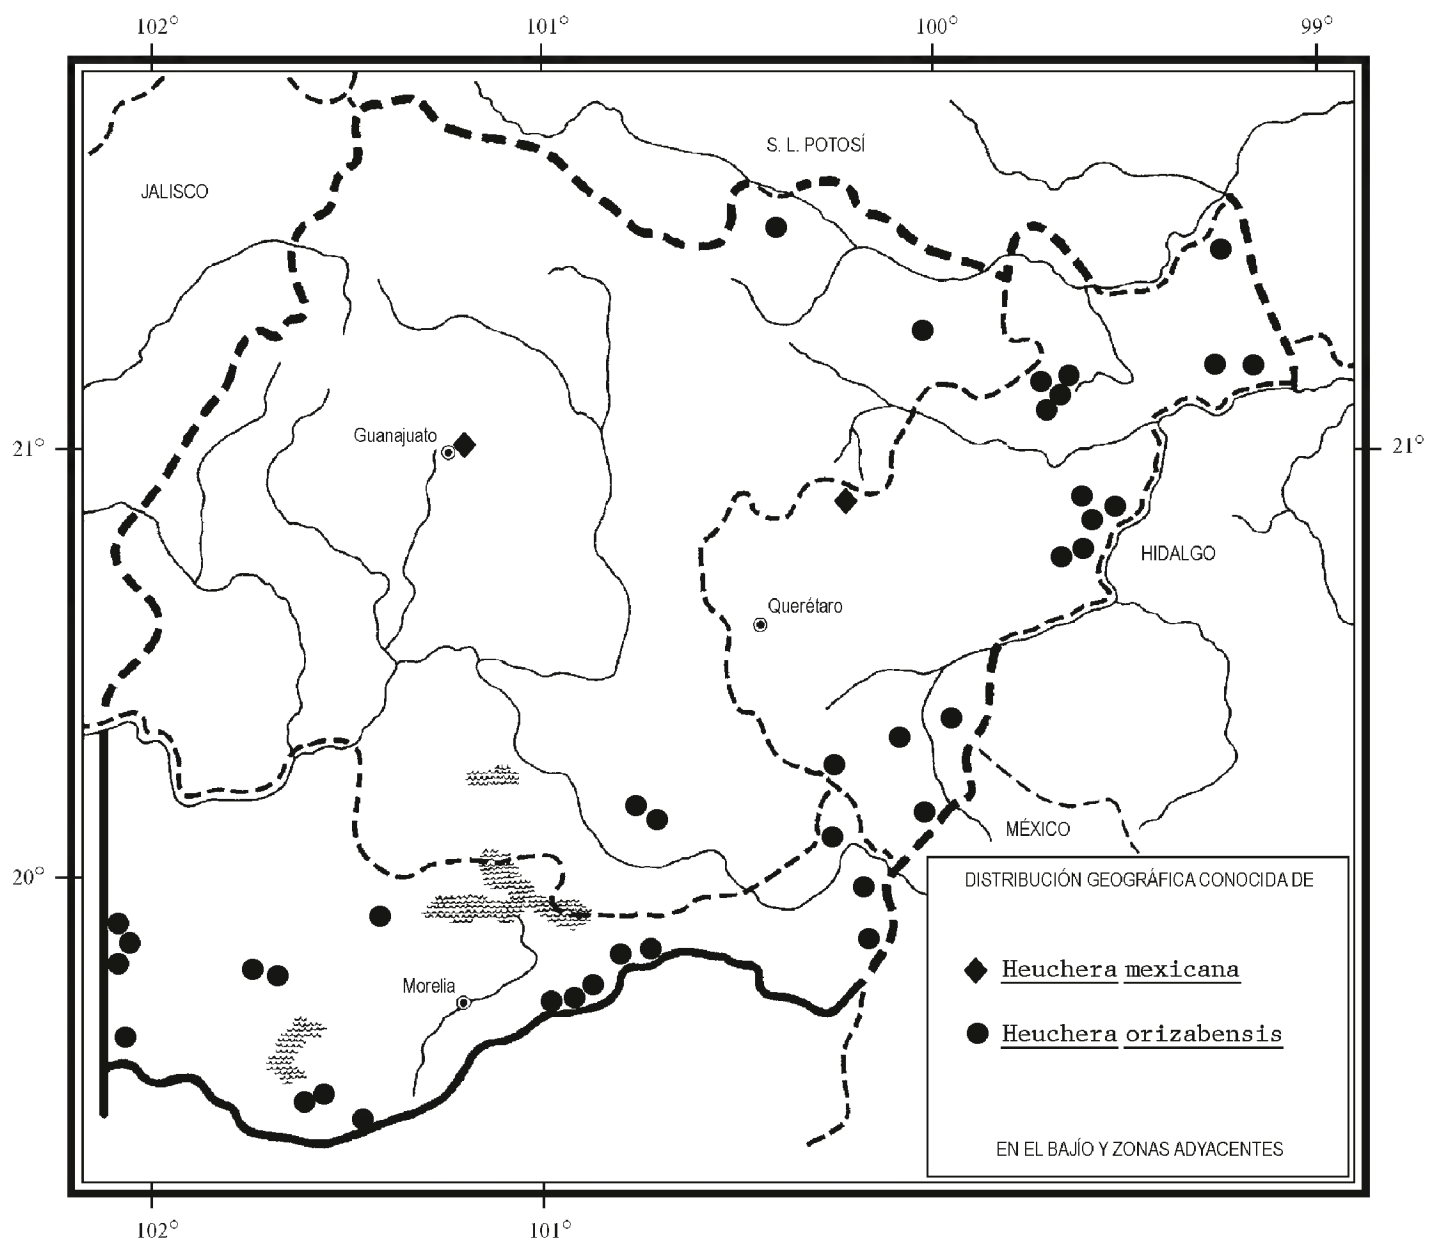 102° 101° 100° 99°
S. L. POTOSÍ
JALISCO
Guanajuato
21° 21°
HIDALGO
Querétaro
MÉXICO
20°
DISTRIBUCIÓN GEOGRÁFICA CONOCIDA DE
Heuchera mexicana
Morelia
Heuchera orizabensis
EN EL BAJÍO Y ZONAS ADYACENTES
102° 101°